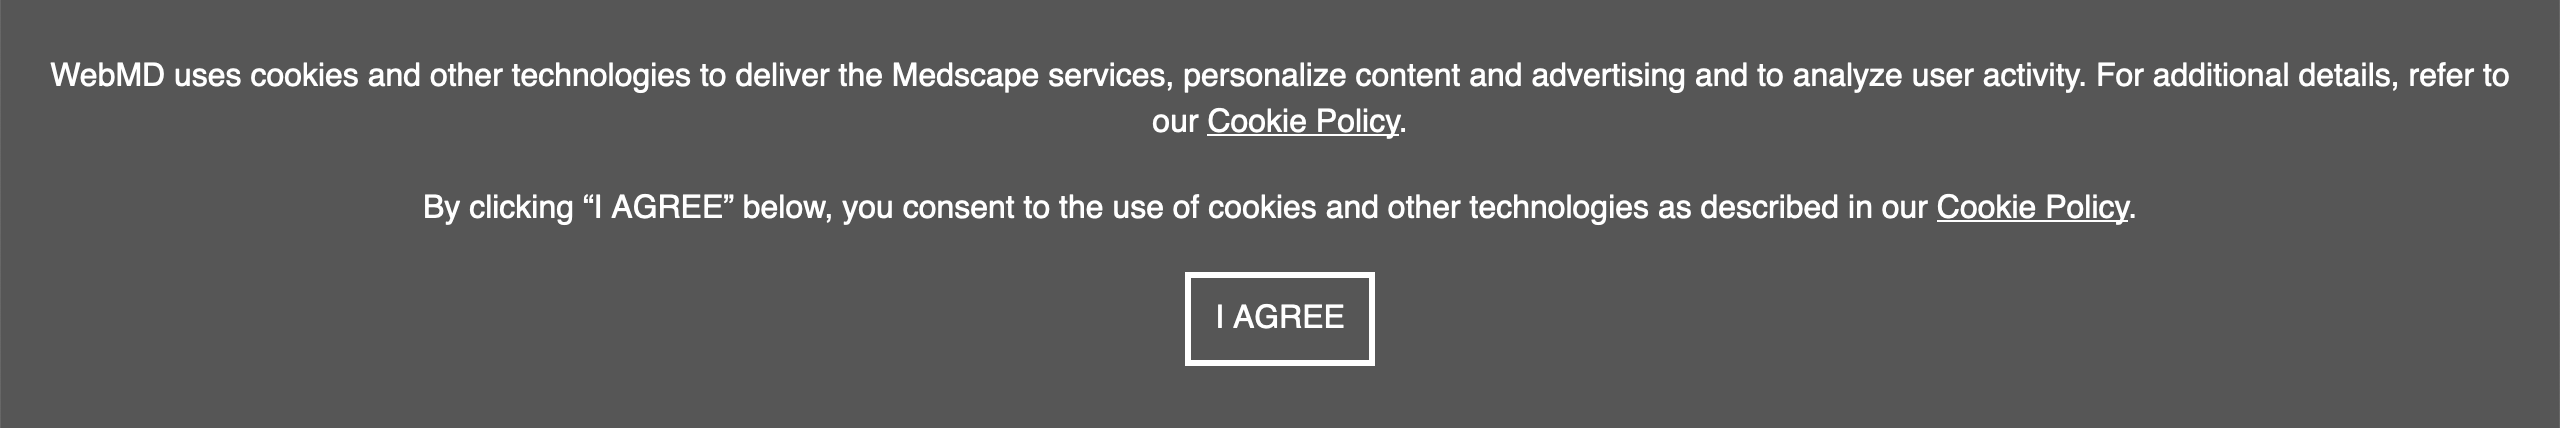 WebMD uses cookies and other technologies to deliver the Medscape services, personalize content and advertising and to analyze user activity. For additional details, refer to
our Cookie Policy.
By clicking “I AGREE” below, you consent to the use of cookies and other technologies as described in our Cookie Policy.
I AGREE